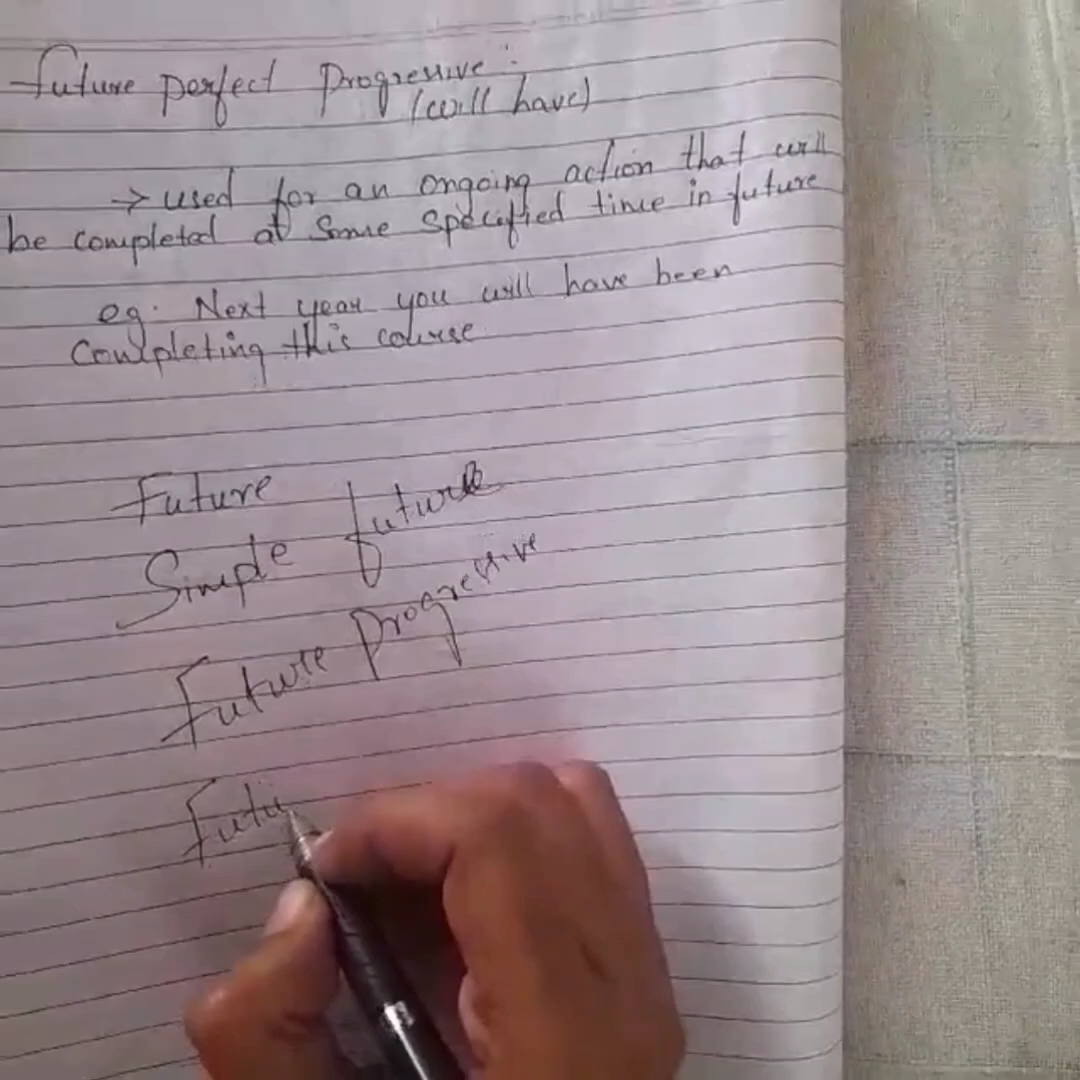 Future perfect Progressive:
(will have)
→ used for an ongoing action that will
be completed at some specified time in future
eg. Next year you will have been
Completing this course
Future
Simple future
Future Progressive
Futu